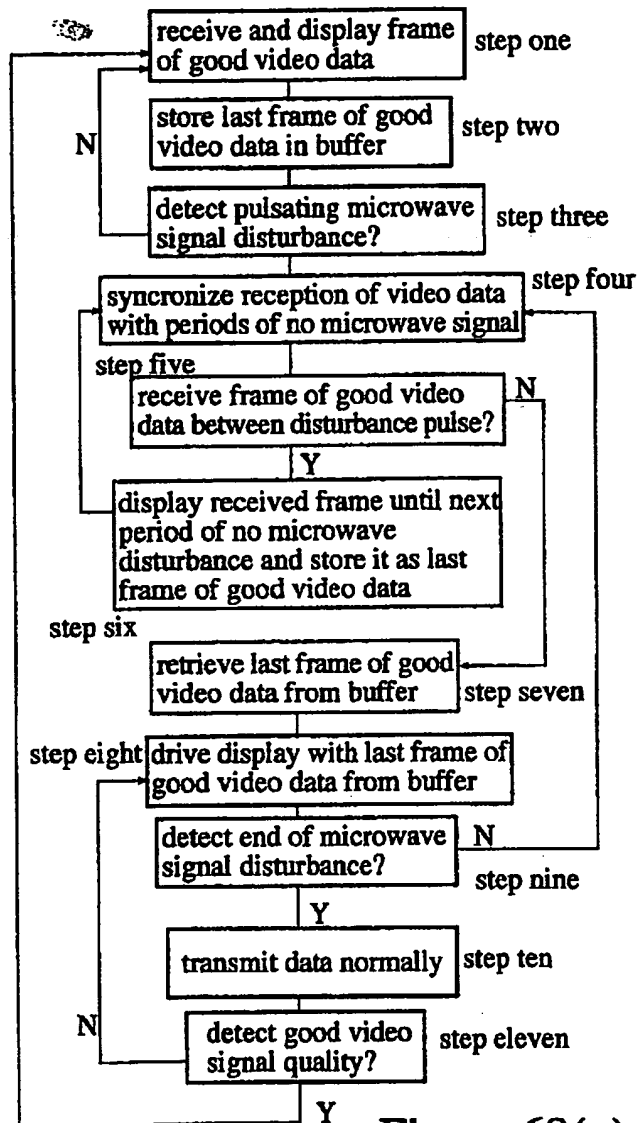 receive and display frame
of good video data
step one
store last frame of good
video data in buffer
step two
N
detect pulsating microwave
signal disturbance?
step three
step four
syncronize reception of video data
with periods of no microwave signal
step five
receive frame of good video
data between disturbance pulse?
N
Y
display received frame until next
period of no microwave
disturbance and store it as last
frame of good video data
step six
retrieve last frame of good
video data from buffer
step seven
step eight
drive display with last frame of
good video data from buffer
detect end of microwave
signal disturbance?
N
step nine
Y
transmit data normally
step ten
N
detect good video
signal quality?
step eleven
Y